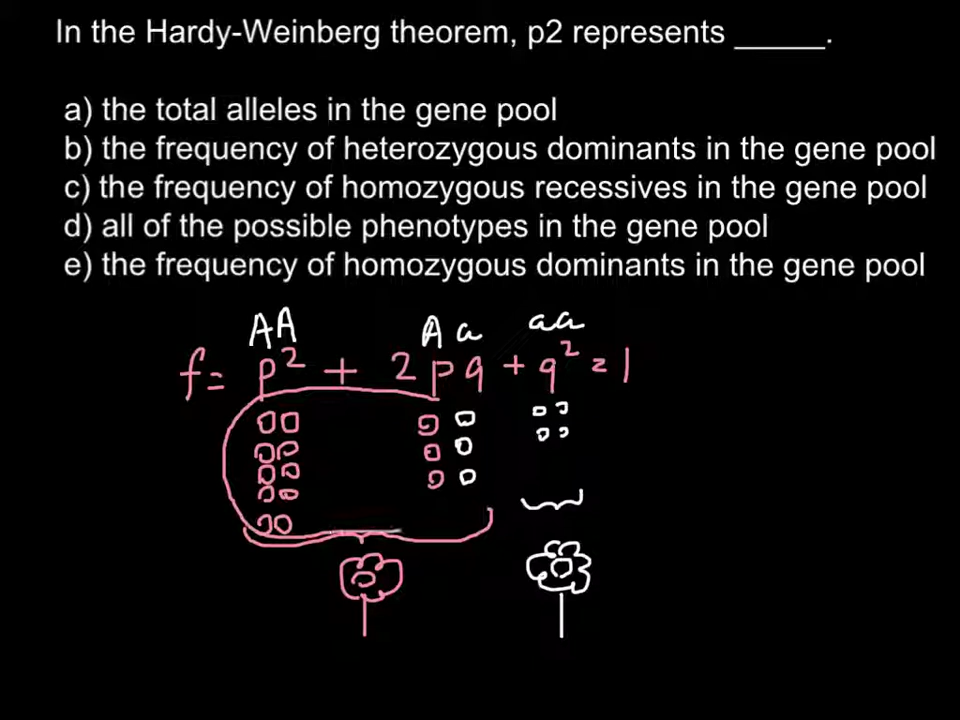 In the Hardy-Weinberg theorem, p2 represents _____.
a) the total alleles in the gene pool
b) the frequency of heterozygous dominants in the gene pool
c) the frequency of homozygous recessives in the gene pool
d) all of the possible phenotypes in the gene pool
e) the frequency of homozygous dominants in the gene pool
AA Aa aa
f= p² + 2pq + q² = 1